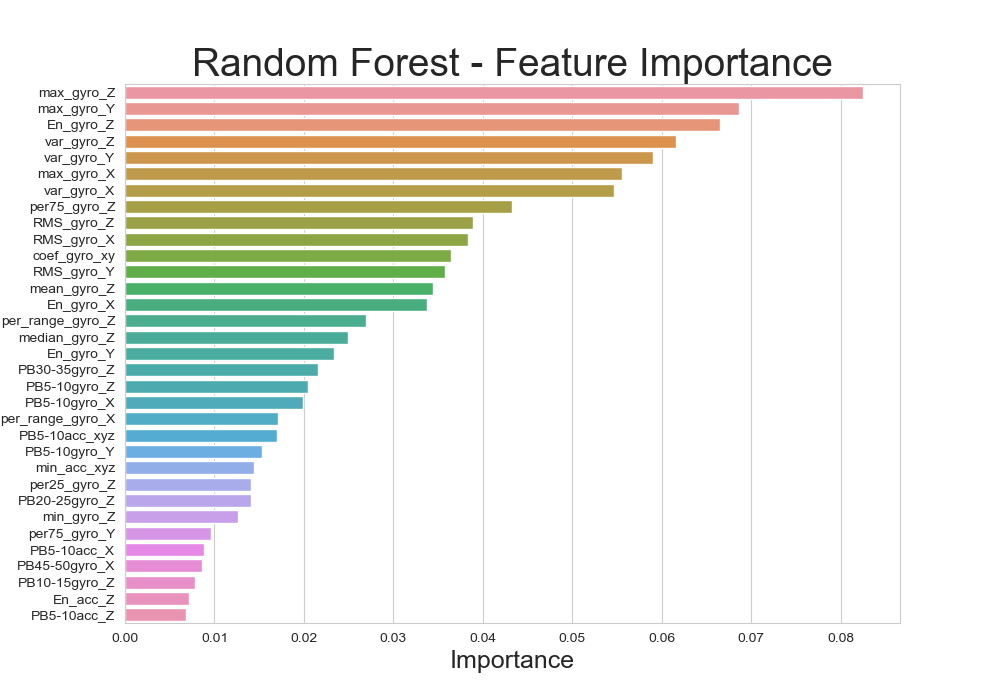 Random Forest - Feature Importance
max_gyro_Z
max_gyro_Y
En_gyro_Z
var_gyro_Z
var_gyro_Y
max_gyro_X
var_gyro_X
per75_gyro_Z
RMS_gyro_Z
RMS_gyro_X
coef_gyro_xy
RMS_gyro_Y
mean_gyro_Z
En_gyro_X
per_range_gyro_Z
median_gyro_Z
En_gyro_Y
PB30-35gyro_Z
PB5-10gyro_Z
PB5-10gyro_X
per_range_gyro_X
PB5-10acc_xyz
PB5-10gyro_Y
min_acc_xyz
per25_gyro_Z
PB20-25gyro_Z
min_gyro_Z
per75_gyro_Y
PB5-10acc_X
PB45-50gyro_X
PB10-15gyro_Z
En_acc_Z
PB5-10acc_Z
0.00 0.01 0.02 0.03 0.04 0.05 0.06 0.07 0.08
Importance